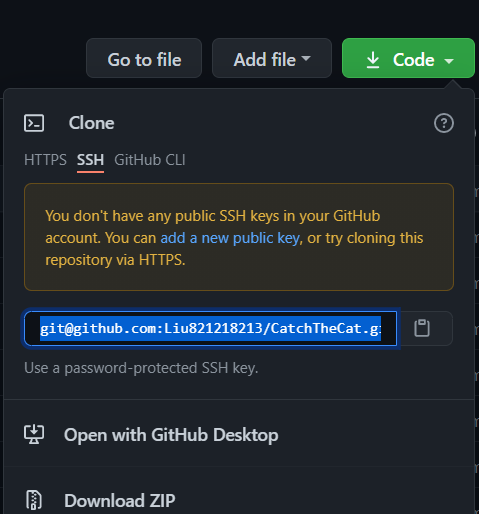 Go to file
Add file
Code
Clone
HTTPS SSH GitHub CLI
You don't have any public SSH keys in your GitHub
account. You can add a new public key, or try cloning this
repository via HTTPS.
git@github.com:Liu821218213/CatchTheCat.gi
Use a password-protected SSH key.
Open with GitHub Desktop
Download ZIP